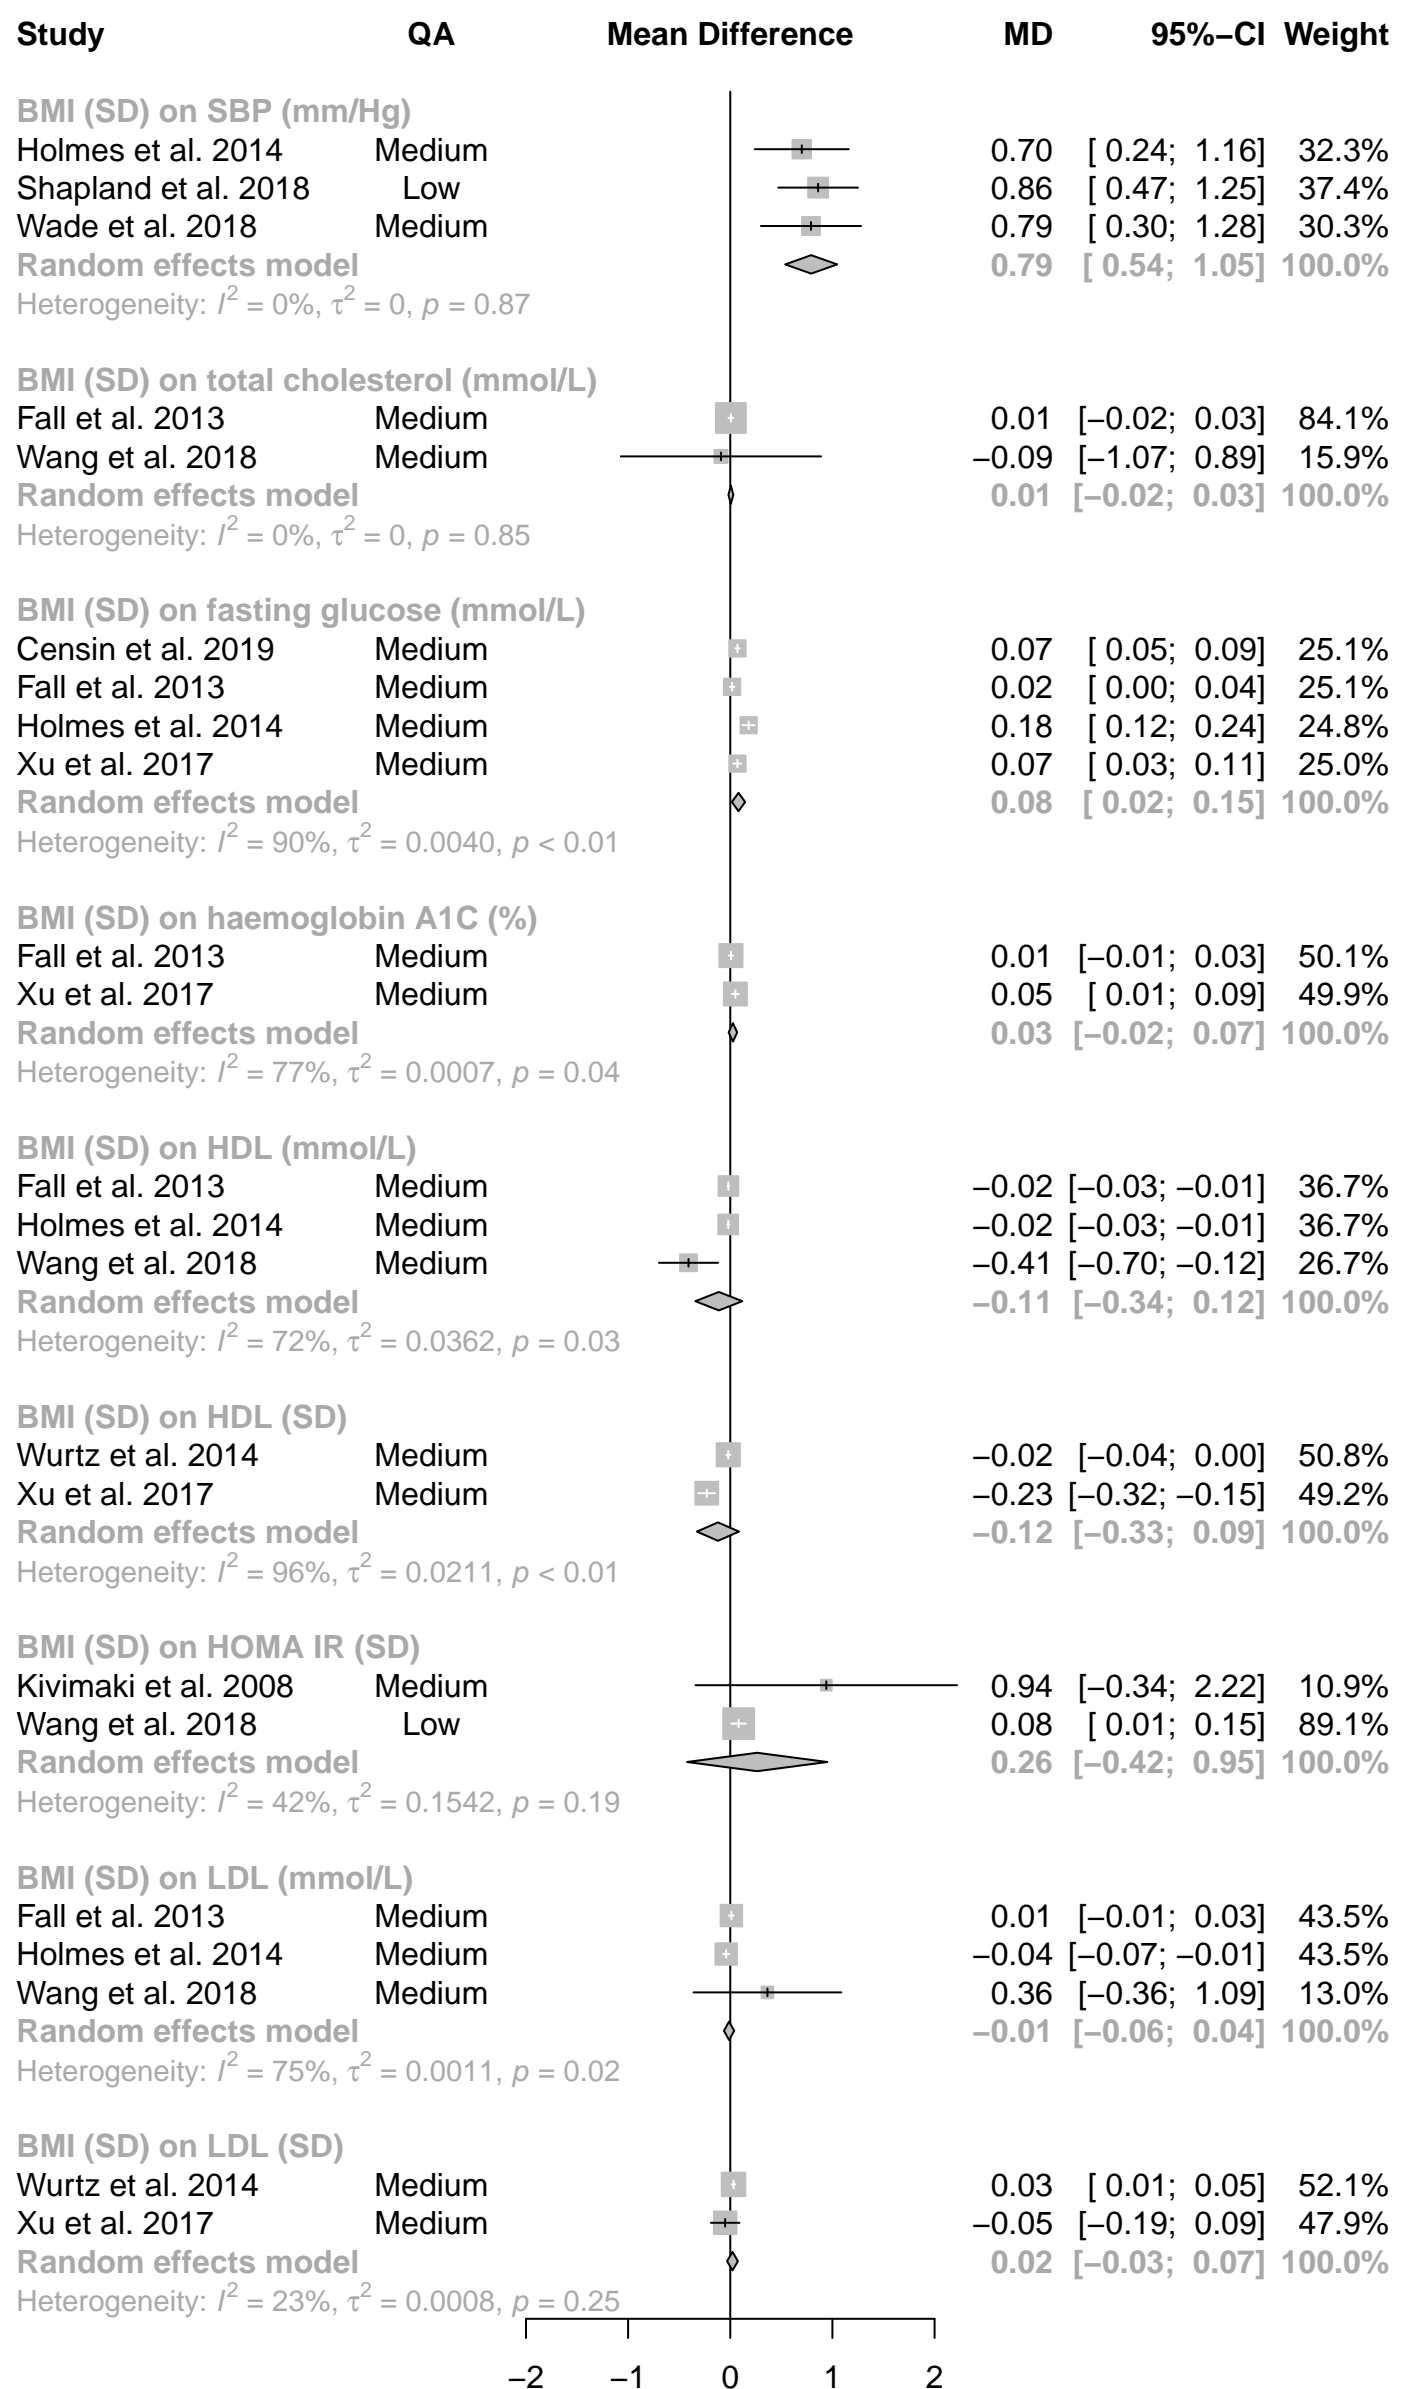 Study QA Mean Difference MD 95%−CI Weight
BMI (SD) on SBP (mm/Hg)
Holmes et al. 2014 Medium 0.70 [ 0.24; 1.16] 32.3%
Shapland et al. 2018 Low 0.86 [ 0.47; 1.25] 37.4%
Wade et al. 2018 Medium 0.79 [ 0.30; 1.28] 30.3%
Random effects model 0.79 [ 0.54; 1.05] 100.0%
Heterogeneity: I² = 0%, τ² = 0, p = 0.87
BMI (SD) on total cholesterol (mmol/L)
Fall et al. 2013 Medium 0.01 [−0.02; 0.03] 84.1%
Wang et al. 2018 Medium −0.09 [−1.07; 0.89] 15.9%
Random effects model 0.01 [−0.02; 0.03] 100.0%
Heterogeneity: I² = 0%, τ² = 0, p = 0.85
BMI (SD) on fasting glucose (mmol/L)
Censin et al. 2019 Medium 0.07 [ 0.05; 0.09] 25.1%
Fall et al. 2013 Medium 0.02 [ 0.00; 0.04] 25.1%
Holmes et al. 2014 Medium 0.18 [ 0.12; 0.24] 24.8%
Xu et al. 2017 Medium 0.07 [ 0.03; 0.11] 25.0%
Random effects model 0.08 [ 0.02; 0.15] 100.0%
Heterogeneity: I² = 90%, τ² = 0.0040, p < 0.01
BMI (SD) on haemoglobin A1C (%)
Fall et al. 2013 Medium 0.01 [−0.01; 0.03] 50.1%
Xu et al. 2017 Medium 0.05 [ 0.01; 0.09] 49.9%
Random effects model 0.03 [−0.02; 0.07] 100.0%
Heterogeneity: I² = 77%, τ² = 0.0007, p = 0.04
BMI (SD) on HDL (mmol/L)
Fall et al. 2013 Medium −0.02 [−0.03; −0.01] 36.7%
Holmes et al. 2014 Medium −0.02 [−0.03; −0.01] 36.7%
Wang et al. 2018 Medium −0.41 [−0.70; −0.12] 26.7%
Random effects model −0.11 [−0.34; 0.12] 100.0%
Heterogeneity: I² = 72%, τ² = 0.0362, p = 0.03
BMI (SD) on HDL (SD)
Wurtz et al. 2014 Medium −0.02 [−0.04; 0.00] 50.8%
Xu et al. 2017 Medium −0.23 [−0.32; −0.15] 49.2%
Random effects model −0.12 [−0.33; 0.09] 100.0%
Heterogeneity: I² = 96%, τ² = 0.0211, p < 0.01
BMI (SD) on HOMA IR (SD)
Kivimaki et al. 2008 Medium 0.94 [−0.34; 2.22] 10.9%
Wang et al. 2018 Low 0.08 [ 0.01; 0.15] 89.1%
Random effects model 0.26 [−0.42; 0.95] 100.0%
Heterogeneity: I² = 42%, τ² = 0.1542, p = 0.19
BMI (SD) on LDL (mmol/L)
Fall et al. 2013 Medium 0.01 [−0.01; 0.03] 43.5%
Holmes et al. 2014 Medium −0.04 [−0.07; −0.01] 43.5%
Wang et al. 2018 Medium 0.36 [−0.36; 1.09] 13.0%
Random effects model −0.01 [−0.06; 0.04] 100.0%
Heterogeneity: I² = 75%, τ² = 0.0011, p = 0.02
BMI (SD) on LDL (SD)
Wurtz et al. 2014 Medium 0.03 [ 0.01; 0.05] 52.1%
Xu et al. 2017 Medium −0.05 [−0.19; 0.09] 47.9%
Random effects model 0.02 [−0.03; 0.07] 100.0%
Heterogeneity: I² = 23%, τ² = 0.0008, p = 0.25
−2 −1 0 1 2